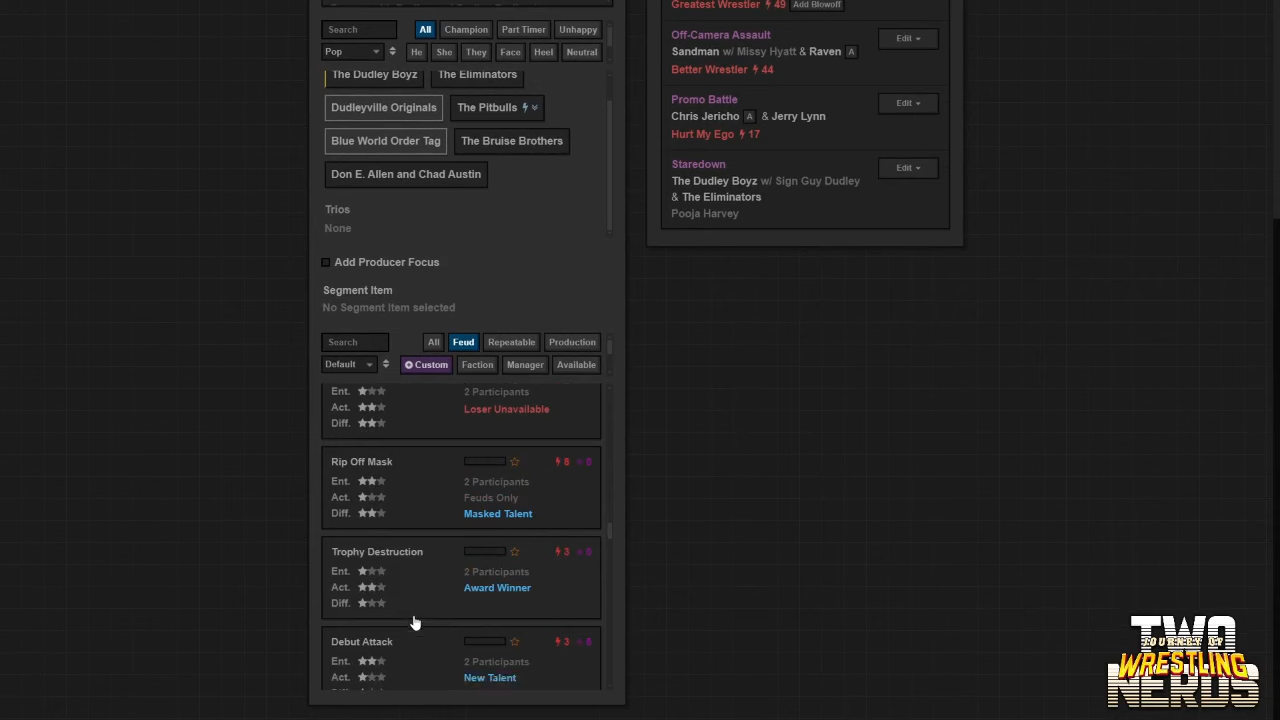 Search
All
Champion
Part Timer
Unhappy
Pop
He
She
They
Face
Heel
Neutral
The Dudley Boyz
The Eliminators
Dudleyville Originals
The Pitbulls
Blue World Order Tag
The Bruise Brothers
Don E. Allen and Chad Austin
Trios
None
Add Producer Focus
Segment Item
No Segment Item selected
Search
All
Feud
Repeatable
Production
Default
Custom
Faction
Manager
Available
Ent.
2 Participants
Act.
Loser Unavailable
Diff.
Rip Off Mask
8 0
Ent.
2 Participants
Act.
Feuds Only
Diff.
Masked Talent
Trophy Destruction
3 0
Ent.
2 Participants
Act.
Award Winner
Diff.
Debut Attack
3
Ent.
2 Participants
Act.
New Talent
Greatest Wrestler 49
Add Blowoff
Off-Camera Assault
Edit
Sandman w/ Missy Hyatt & Raven A
Better Wrestler 44
Promo Battle
Edit
Chris Jericho A & Jerry Lynn
Hurt My Ego 17
Staredown
Edit
The Dudley Boyz w/ Sign Guy Dudley
& The Eliminators
Pooja Harvey
TWO
JOURNEY OF
WRESTLING
NERDS